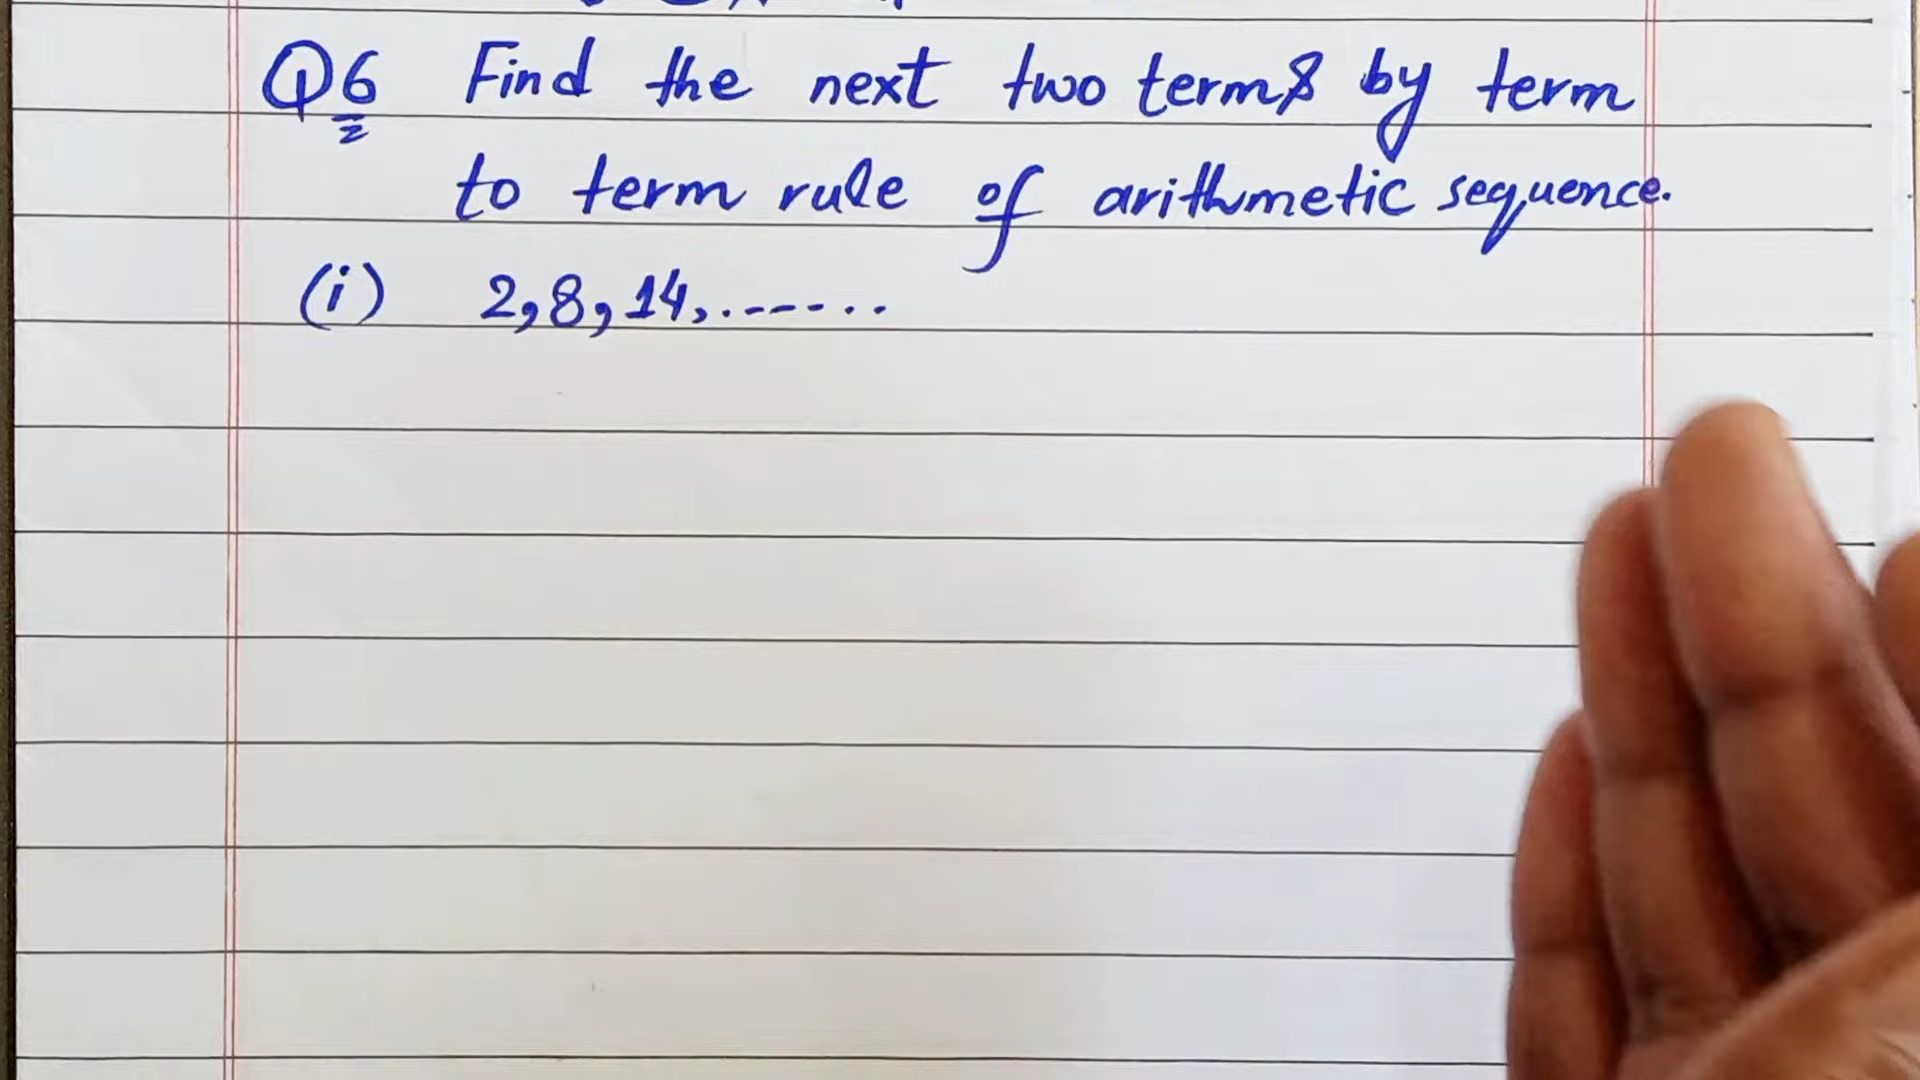 Q6 Find the next two terms by term
to term rule of arithmetic sequence.
(i) 2,8,14,.------..